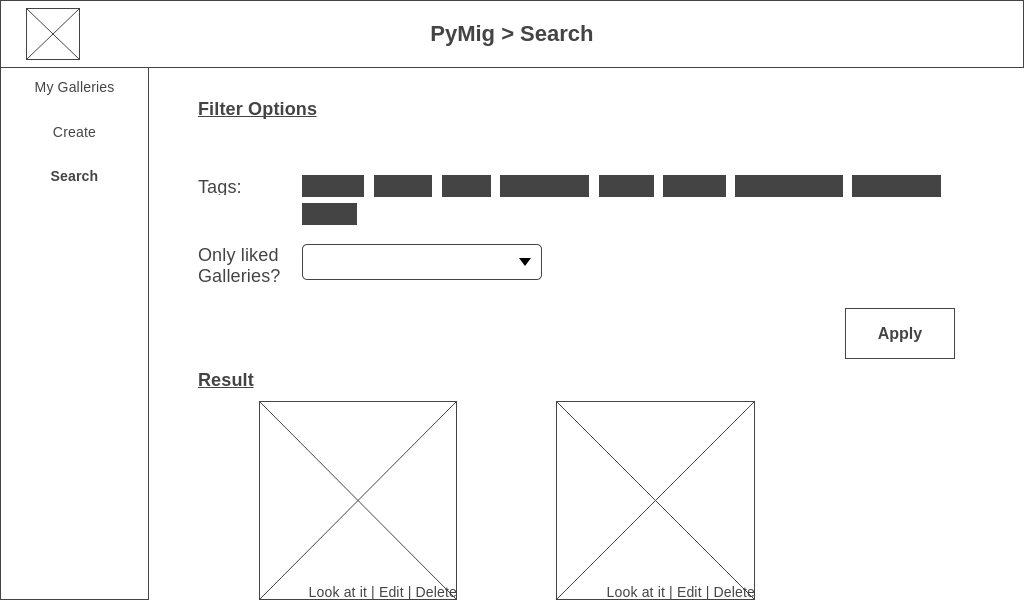 PyMig > Search
My Galleries
Create
Search
Filter Options
Tags:
Only liked
Galleries?
Apply
Result
Look at it | Edit | Delete
Look at it | Edit | Delete